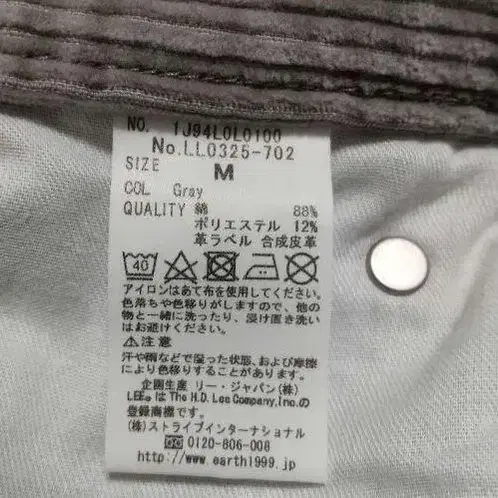 NO. 1J94L0L0100
No.LL0325-702
SIZE M
COL Gray
QUALITY 綿 88%
ポリエステル 12%
革ラベル 合成皮革
40
アイロンはあて布を使用してください。
色落ちや色移りがしますので、他の
物と一緒に洗ったり、浸け置き洗い
はお避けください。
⚠注意
汗や雨などで湿った状態、および摩擦
により色移りすることがあります。
企画生産 リー・ジャパン(株)
LEE® is The H.D. Lee Company, Inc.の
登録商標です。
(株)ストライプインターナショナル
0120-806-008
http://www.earth1999.jp